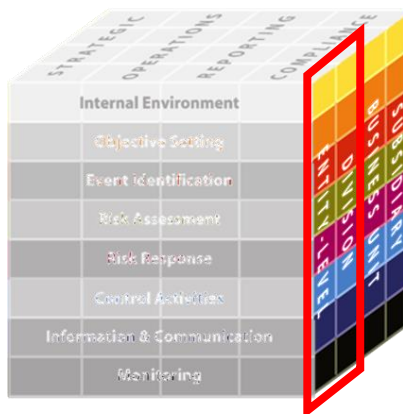 STRATEGIC
OPERATIONS
REPORTING
COMPLIANCE
Internal Environment
Objective Setting
Event Identification
Risk Assessment
Risk Response
Control Activities
Information & Communication
Monitoring
ENTITY-LEVEL
DIVISION
BUSINESS UNIT
SUBSIDIARY